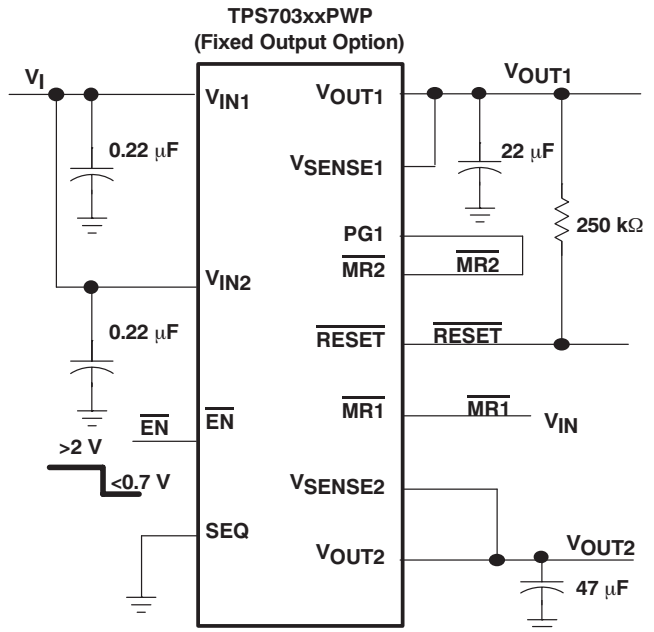 TPS703xxPWP
(Fixed Output Option)
VI
VIN1
VOUT1
VOUT1
0.22 μF
VSENSE1
22 μF
PG1
250 kΩ
MR2
MR2
VIN2
0.22 μF
RESET
RESET
EN
EN
MR1
MR1
VIN
>2 V
<0.7 V
VSENSE2
SEQ
VOUT2
VOUT2
47 μF